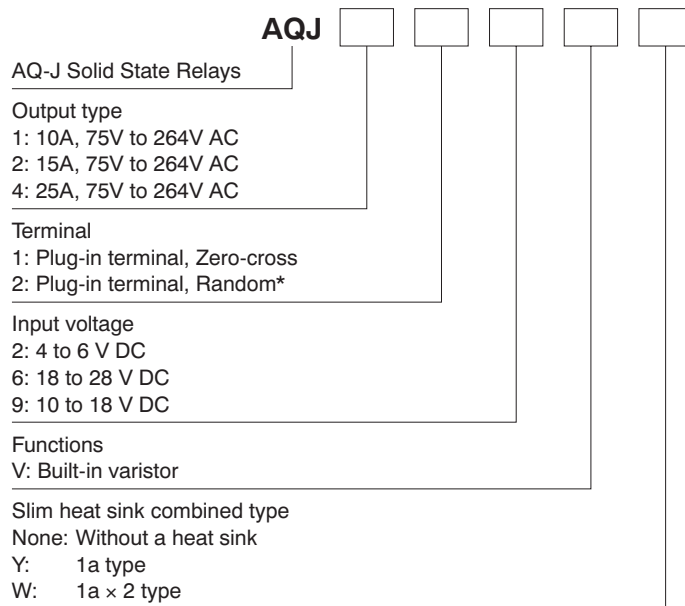 AQJ
AQ-J Solid State Relays
Output type
1: 10A, 75V to 264V AC
2: 15A, 75V to 264V AC
4: 25A, 75V to 264V AC
Terminal
1: Plug-in terminal, Zero-cross
2: Plug-in terminal, Random*
Input voltage
2: 4 to 6 V DC
6: 18 to 28 V DC
9: 10 to 18 V DC
Functions
V: Built-in varistor
Slim heat sink combined type
None: Without a heat sink
Y: 1a type
W: 1a × 2 type